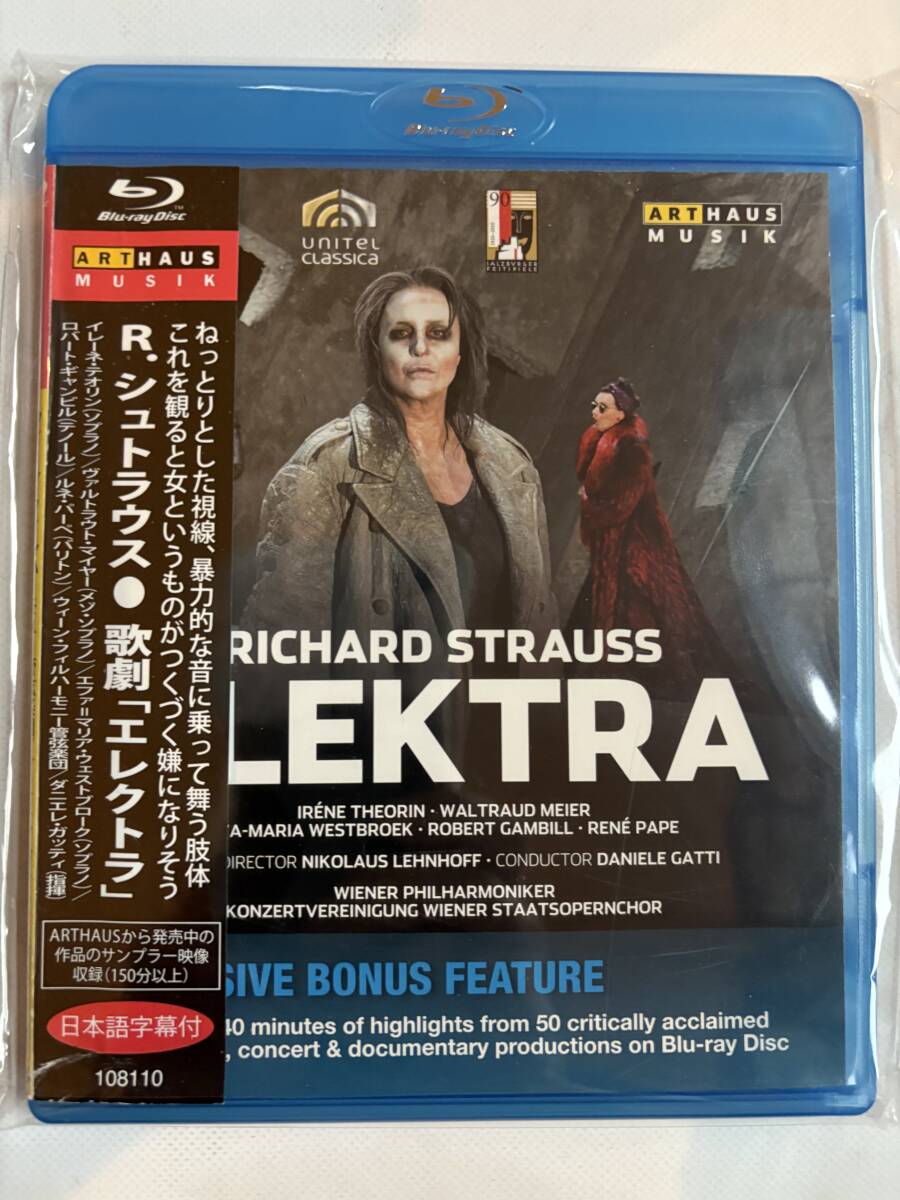 Blu-ray Disc
Blu-ray Disc
ARTHAUS
MUSIK
ねっとりとした視線、暴力的な音に乗って舞う肢体
これを観ると女というものがつくづく嫌になりそう
R.シュトラウス●歌劇「エレクトラ」
イレーネ・テオリン(ソプラノ)/ヴァルトラウト・マイヤー(メゾ・ソプラノ)/エファ=マリア・ウェストブローク(ソプラノ)/
ロバート・ギャンビル(テノール)/ルネ・パーペ(バリトン)/ウィーン・フィルハーモニー管弦楽団/ダニエレ・ガッティ(指揮)
ARTHAUSから発売中の
作品のサンプラー映像
収録(150分以上)
日本語字幕付
108110
UNITEL
CLASSICA
90
SALZBURGER
FESTSPIELE
ARTHAUS
MUSIK
RICHARD STRAUSS
LEKTRA
IRÉNE THEORIN · WALTRAUD MEIER
A-MARIA WESTBROEK · ROBERT GAMBILL · RENÉ PAPE
DIRECTOR NIKOLAUS LEHNHOFF · CONDUCTOR DANIELE GATTI
WIENER PHILHARMONIKER
KONZERTVEREINIGUNG WIENER STAATSOPERNCHOR
SIVE BONUS FEATURE
40 minutes of highlights from 50 critically acclaimed
, concert & documentary productions on Blu-ray Disc